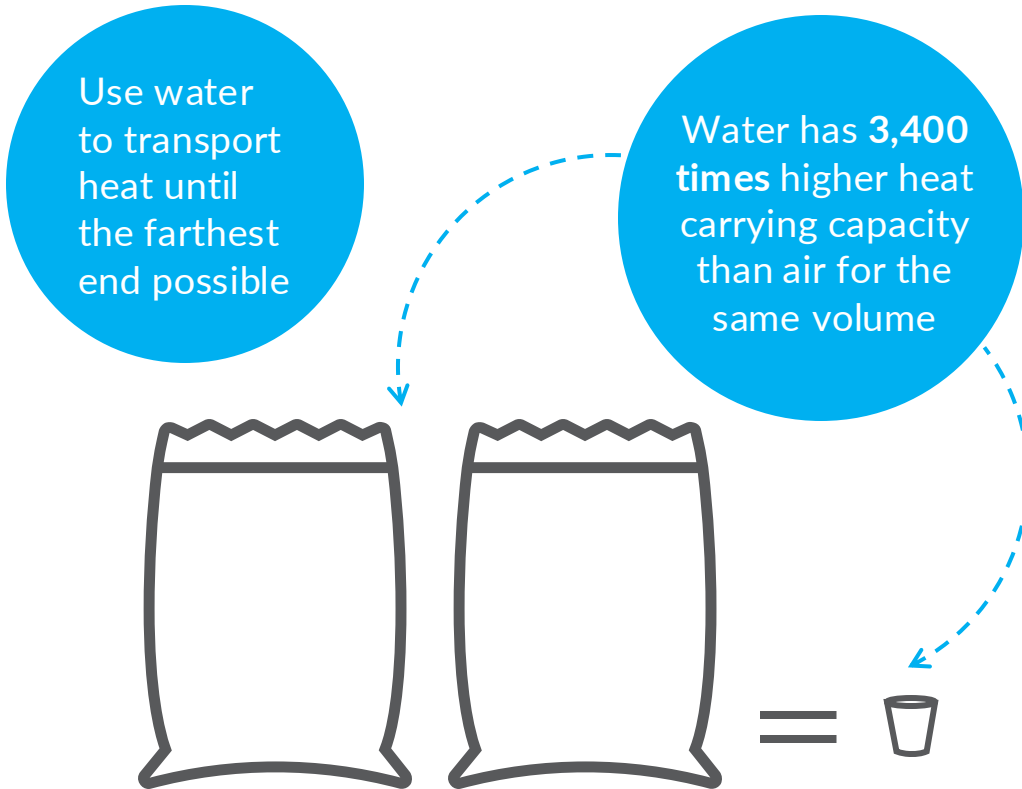 Use water
to transport
heat until
the farthest
end possible
Water has 3,400
times higher heat
carrying capacity
than air for the
same volume